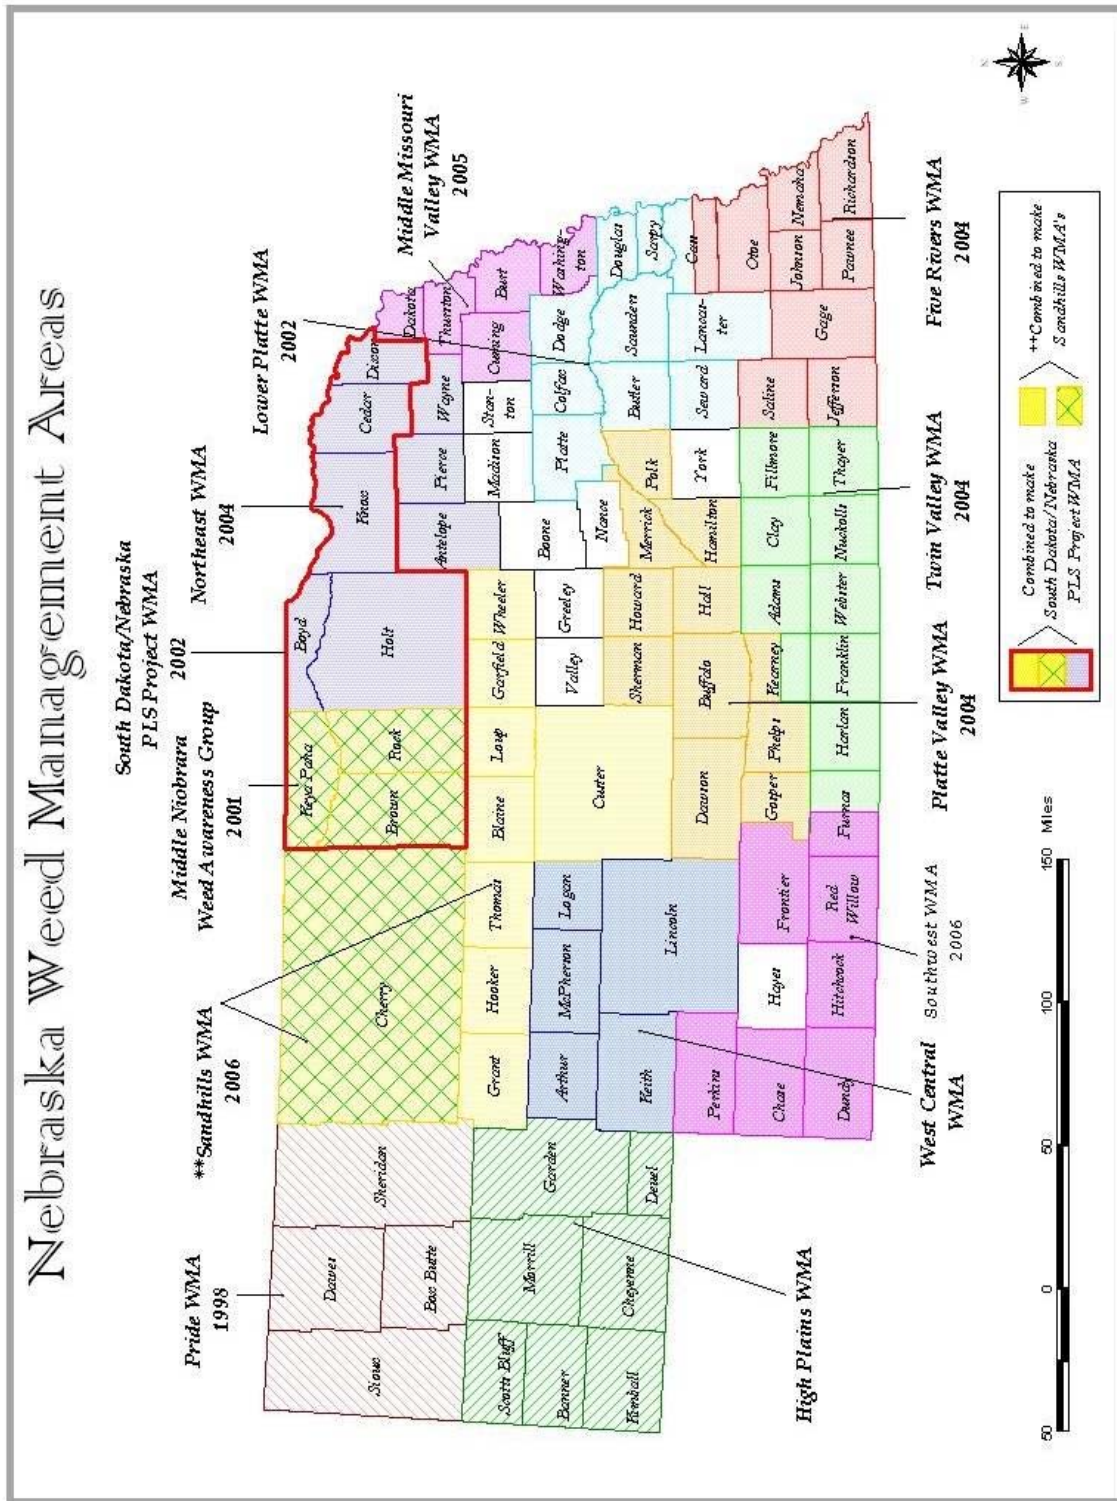 Nebraska Weed Management Areas
South Dakota/Nebraska
PLS Project WMA
2002
Lower Platte WMA
2002
Middle Missouri
Valley WMA
2005
Pride WMA
1998
**Sandhills WMA
2006
Middle Niobrara
Weed Awareness Group
2001
Northeast WMA
2004
Sioux
Dawes
Box Butte
Sheridan
Cherry
Keya Paha
Brown
Rock
Boyd
Holt
Knox
Cedar
Dixon
Dakota
Antelope
Pierce
Wayne
Thurston
Scotts Bluff
Banner
Kimball
Morrill
Cheyenne
Garden
Deuel
Grant
Hooker
Thomas
Blaine
Loup
Garfield
Wheeler
Madison
Stan-
ton
Cuming
Burt
Arthur
McPherson
Logan
Custer
Valley
Greeley
Boone
Nance
Platte
Colfax
Dodge
Washing-
ton
Keith
Lincoln
Sherman
Howard
Merrick
Polk
Butler
Saunders
Douglas
Sarpy
Perkins
Dawson
Buffalo
Hall
Hamilton
York
Seward
Lancas-
ter
Cass
Otoe
Chase
Hayes
Frontier
Gosper
Phelps
Kearney
Adams
Clay
Fillmore
Saline
Gage
Johnson
Nemaha
Dundy
Hitchcock
Red
Willow
Furnas
Harlan
Franklin
Webster
Nuckolls
Thayer
Jefferson
Pawnee
Richardson
High Plains WMA
West Central
WMA
Southwest WMA
2006
Platte Valley WMA
2004
Twin Valley WMA
2004
Five Rivers WMA
2004
50
0
50
100
150
Miles
Combined to make
South Dakota/Nebraska
PLS Project WMA
**Combined to make
Sandhills WMA's
N
E
S
W